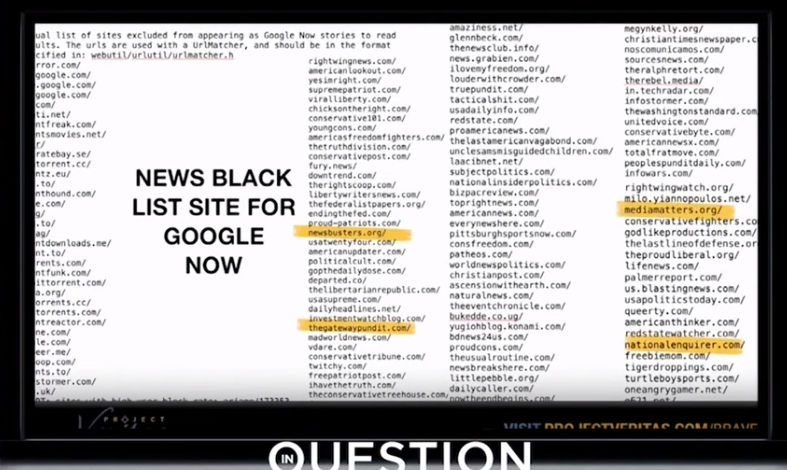 ual list of sites excluded from appearing as Google Now stories to read
ults. The urls are used with a UrlMatcher, and should be in the format
cified in: webutil/urlutil/urlmatcher.h
rror.com/
google.com/
.google.com/
google.com/
com/
ti.net/
ntfreak.com/
ntsmovies.net/
r/
ratebay.se/
torrent.cc/
ntz.eu/
.to/
nthound.com/
e.com/
g/
.to/
ag/
ntdownloads.me/
nt.to/
rents.com/
ntfunk.com/
ittorrent.com/
a.org/
orrents.cc/
torrents.com/
ntreactor.com/
ne.com/
le.com/
eer.me/
oop.com/
nts.to/
stormer.com/
.uk/
NEWS BLACK
LIST SITE FOR
GOOGLE
NOW
rightwingnews.com/
americanlookout.com/
yesimright.com/
supremepatriot.com/
viralliberty.com/
chicksontheright.com/
conservative101.com/
youngcons.com/
americasfreedomfighters.com/
thetruthdivision.com/
conservativepost.com/
fury.news/
downtrend.com/
therightscoop.com/
libertywritersnews.com/
thefederalistpapers.org/
endingthefed.com/
proud-patriots.com/
newsbusters.org/
usatwentyfour.com/
americanupdater.com/
politicalcult.com/
gopthedailydose.com/
departed.co/
thelibertarianrepublic.com/
usasupreme.com/
dailyheadlines.net/
investmentwatchblog.com/
thegatewaypundit.com/
madworldnews.com/
vdare.com/
conservativetribune.com/
twitchy.com/
freepatriotpost.com/
ihavethetruth.com/
theconservativetreehouse.com/
amaziness.net/
glennbeck.com/
thenewsclub.info/
news.grabien.com/
ilovemyfreedom.org/
louderwithcrowder.com/
truepundit.com/
tacticalshit.com/
usadailyinfo.com/
redstate.com/
proamericanews.com/
thelastamericanvagabond.com/
unclesamsmisguidedchildren.com/
laacibnet.net/
subjectpolitics.com/
nationalinsiderpolitics.com/
bizpacreview.com/
toprightnews.com/
americannews.com/
everynewshere.com/
pittsburghsportsnow.com/
consfreedom.com/
patheos.com/
worldnewspolitics.com/
christianpost.com/
ascensionwithearth.com/
naturalnews.com/
theeventchronicle.com/
bukedde.co.ug/
yugiohblog.konami.com/
bdnews24us.com/
proudcons.com/
theusualroutine.com/
newsbreakshere.com/
littlepebble.org/
dailycaller.com/
nowtheendbegins.com/
megynkelly.org/
christiantimesnewspaper.c
noscomunicamos.com/
sourcesnews.com/
theralphretort.com/
therebel.media/
in.techradar.com/
infostormer.com/
thewashingtonstandard.com
unitedvoice.com/
conservativebyte.com/
americannewsx.com/
totalfratmove.com/
peoplespunditdaily.com/
infowars.com/
rightwingwatch.org/
milo.yiannopoulos.net/
mediamatters.org/
conservativefighters.co
godlikeproductions.com/
thelastlineofdefense.org
theproudliberal.org/
lifenews.com/
palmerreport.com/
us.blastingnews.com/
usapoliticstoday.com/
queerty.com/
americanthinker.com/
redstatewatcher.com/
nationalenquirer.com/
freebiemom.com/
tigerdroppings.com/
turtleboysports.com/
oneangrygamer.net/
PROJECT
VISIT PROJECTVERITAS.COM/BRAVE
IN QUESTION